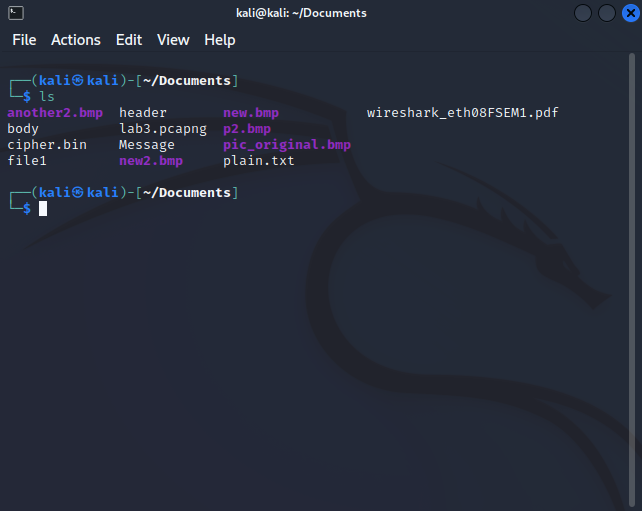 kali@kali: ~/Documents
File Actions Edit View Help
┌──(kali㉿kali)-[~/Documents]
└─$ ls
another2.bmp header new.bmp wireshark_eth08FSEM1.pdf
body lab3.pcapng p2.bmp
cipher.bin Message pic_original.bmp
file1 new2.bmp plain.txt
┌──(kali㉿kali)-[~/Documents]
└─$